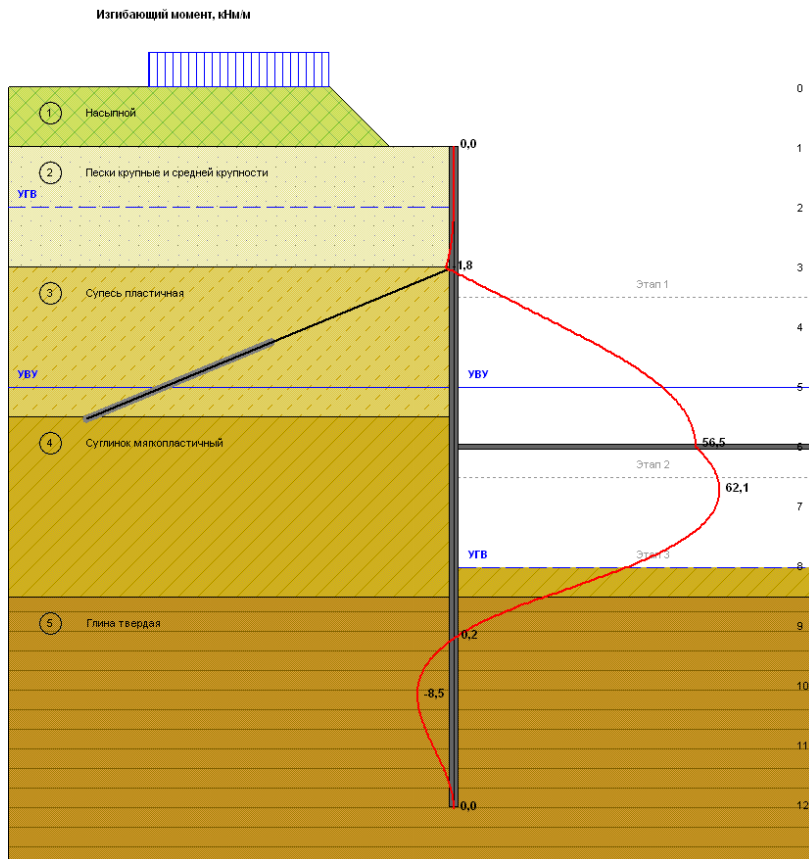 Изгибающий момент, кНм/м
0
1 Насыпной
0,0
1
2 Пески крупные и средней крупности
УГВ
2
1,8
3
3 Супесь пластичная
Этап 1
4
УВУ
УВУ
5
4 Суглинок мягкопластичный
56,5
6
Этап 2
62,1
7
УГВ
Этап 3
8
5 Глина твердая
0,2
9
-8,5
10
11
0,0
12